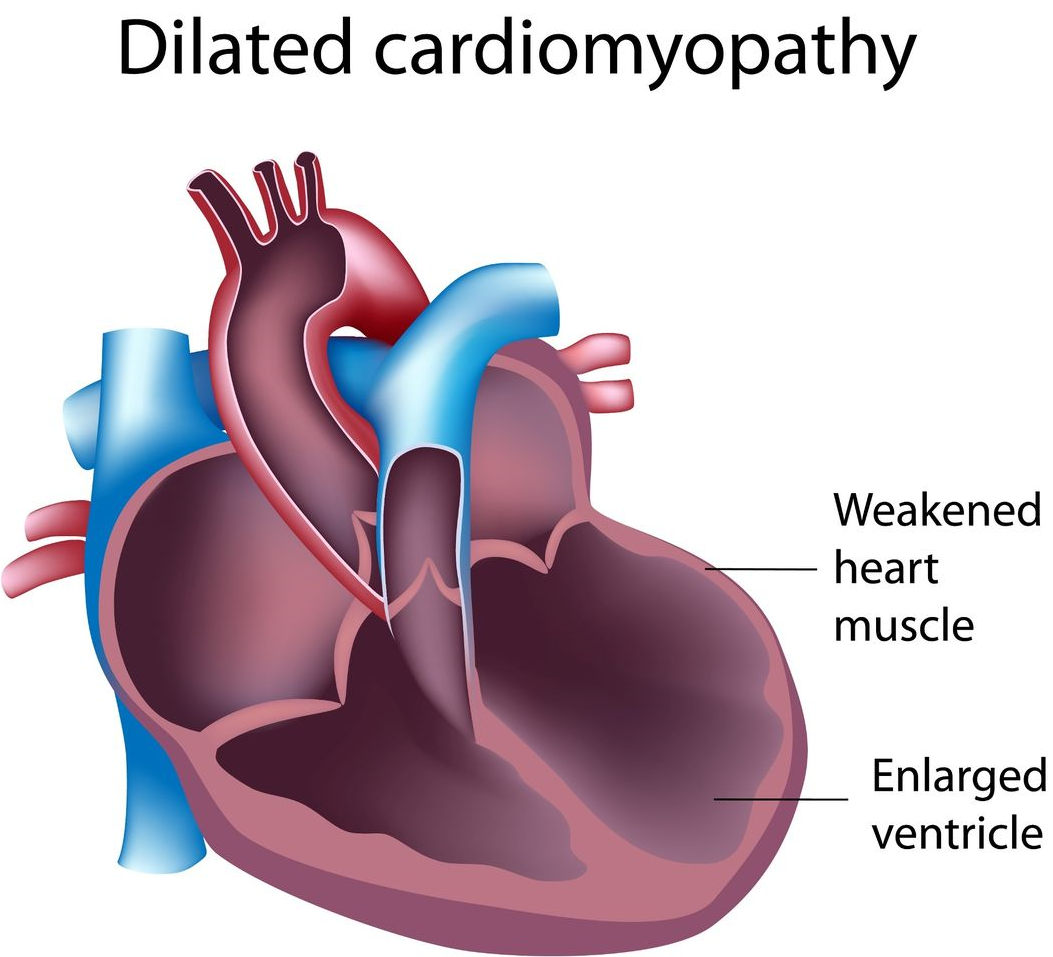 Dilated cardiomyopathy
Weakened
heart
muscle
Enlarged
ventricle